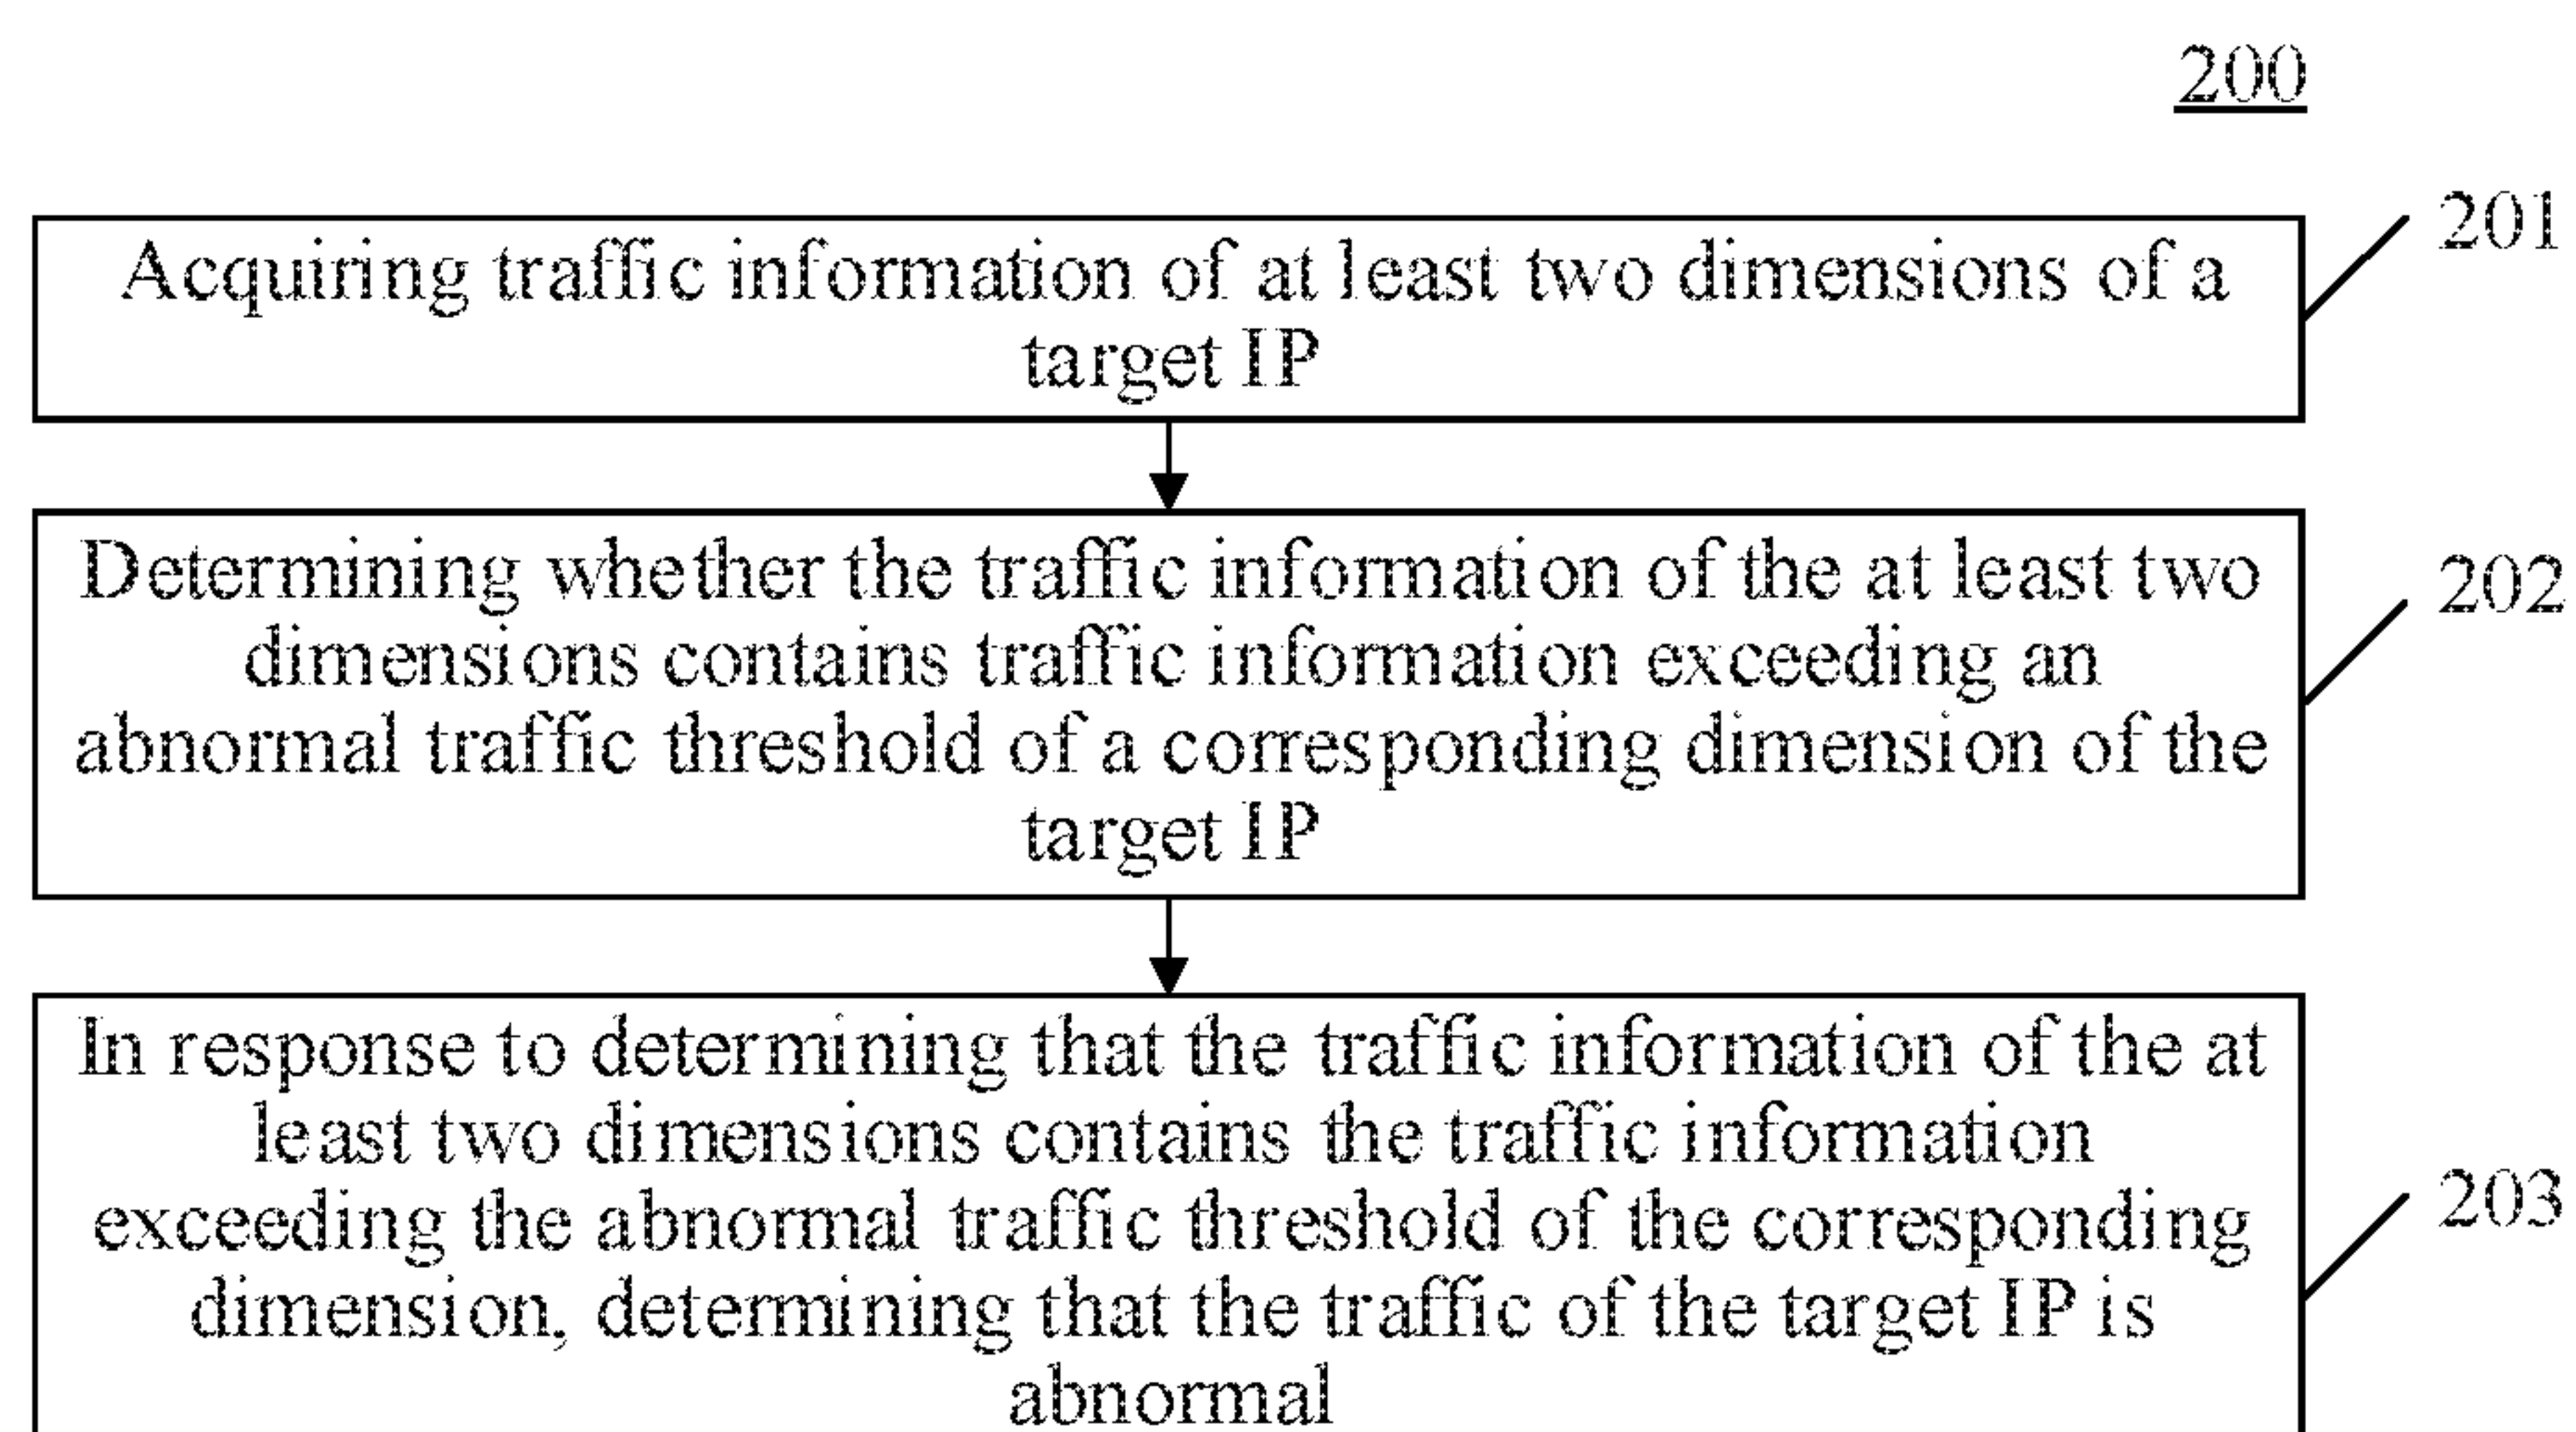 200
201
Acquiring traffic information of at least two dimensions of a
target IP
202
Determining whether the traffic information of the at least two
dimensions contains traffic information exceeding an
abnormal traffic threshold of a corresponding dimension of the
target IP
203
In response to determining that the traffic information of the at
least two dimensions contains the traffic information
exceeding the abnormal traffic threshold of the corresponding
dimension, determining that the traffic of the target IP is
abnormal